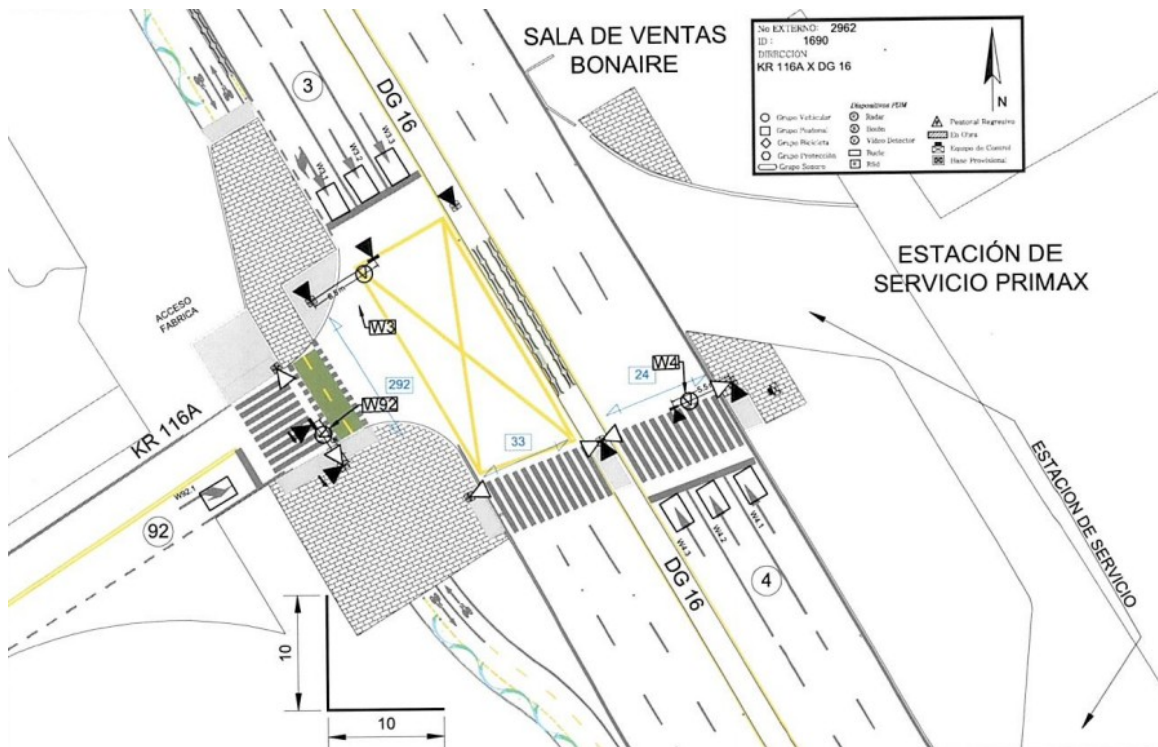 SALA DE VENTAS
BONAIRE
No EXTERNO: 2962
ID : 1690
DIRECCION
KR 116A X DG 16
N
Dispositivos PDM
Grupo Vehicular
Grupo Peatonal
Grupo Bicicleta
Grupo Protección
Grupo Sonoro
Radar
Botón
Video Detector
Bucle
Rfid
Peatonal Regresivo
En Obra
Equipo de Control
Base Provisional
3
DG 16
W3.1
W3.2
W3.3
ESTACIÓN DE
SERVICIO PRIMAX
ACCESO
FABRICA
W3
W4
24
5.5
292
W92
33
KR 116A
W92.1
92
W4.3
W4.2
W4.1
4
DG 16
ESTACION DE SERVICIO
10
10